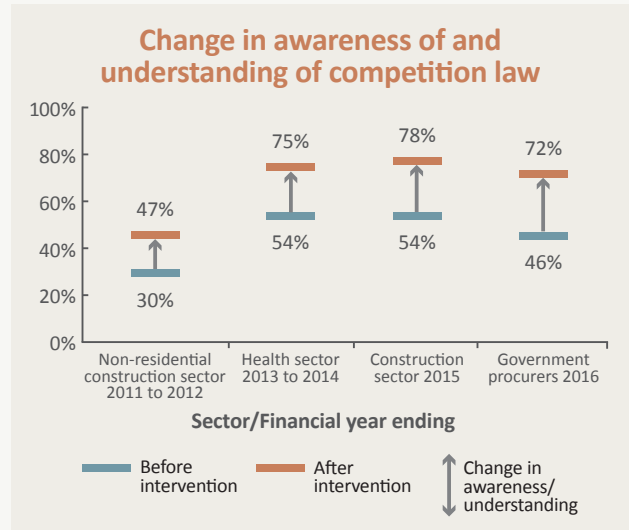 Change in awareness of and
understanding of competition law
100%
80%
60%
40%
20%
0%
47%
30%
75%
54%
78%
54%
72%
46%
Non-residential
construction sector
2011 to 2012
Health sector
2013 to 2014
Construction
sector 2015
Government
procurers 2016
Sector/Financial year ending
Before
intervention
After
intervention
Change in
awareness/
understanding